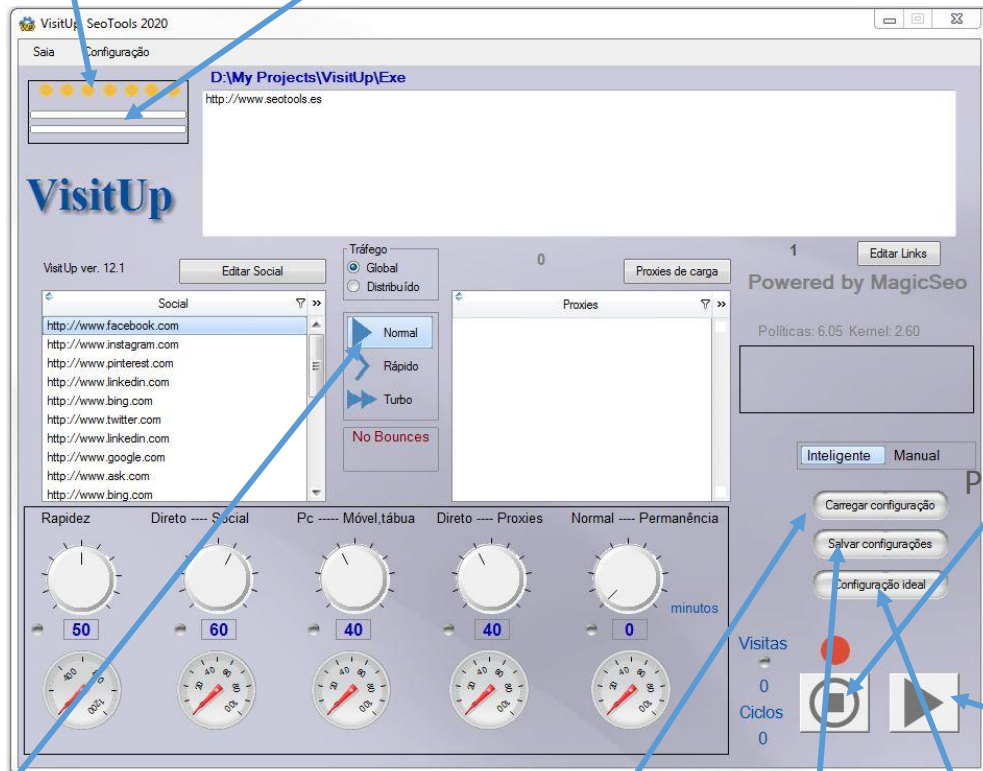 VisitUp SeoTools 2020
Saia Configuração
D:\My Projects\VisitUp\Exe
http://www.seotools.es
VisitUp
VisitUp ver. 12.1
Editar Social
Tráfego
Global
Distribuído
0
Proxies de carga
1
Editar Links
Powered by MagicSeo
Políticas: 6.05 Kernel: 2.60
Social
http://www.facebook.com
http://www.instagram.com
http://www.pinterest.com
http://www.linkedin.com
http://www.bing.com
http://www.twitter.com
http://www.linkedin.com
http://www.google.com
http://www.ask.com
http://www.bing.com
Normal
Rápido
Turbo
No Bounces
Proxies
Inteligente Manual
P
Carregar configuração
Salvar configurações
Configuração ideal
Rapidez Direto ---- Social Pc ----- Móvel,tábua Direto ---- Proxies Normal ---- Permanência
minutos
50 60 40 40 0
Visitas
0
Ciclos
0